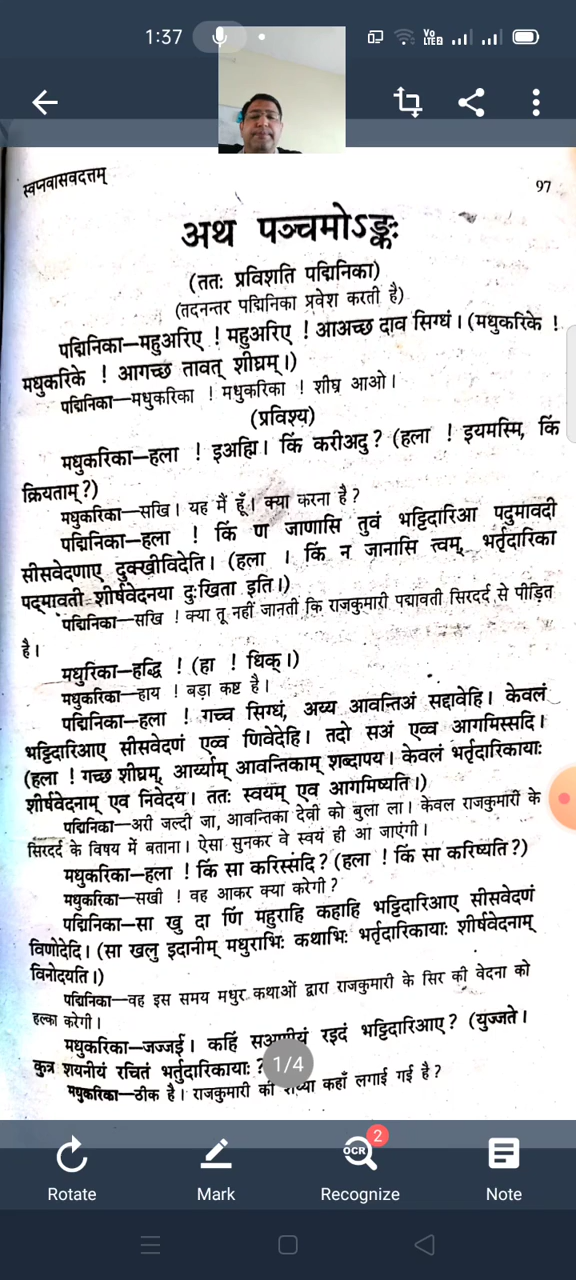 1:37
Vo LTE2
स्वप्नवासवदत्तम्
97
अथ पञ्चमोऽङ्कः
(ततः प्रविशति पद्मिनिका)
(तदनन्तर पद्मिनिका प्रवेश करती है)
पद्मिनिका—महुअरिए ! महुअरिए ! आअच्छ दाव सिग्धं। (मधुकरिके !
मधुकरिके ! आगच्छ तावत् शीघ्रम्।)
पद्मिनिका—मधुकरिका ! मधुकरिका ! शीघ्र आओ।
(प्रविश्य)
मधुकरिका—हला ! इअह्मि। किं करीअदु? (हला ! इयमस्मि, किं
क्रियताम्?)
मधुकरिका—सखि। यह मैं हूँ। क्या करना है?
पद्मिनिका—हला ! किं ण जाणासि तुवं भट्टिदारिआ पदुमावदी
सीसवेदणाए दुक्खीविदेति। (हला । किं न जानासि त्वम्, भर्तृदारिका
पद्मावती शीर्षवेदनया दुःखिता इति।)
पद्मिनिका—सखि ! क्या तू नहीं जानती कि राजकुमारी पद्मावती सिरदर्द से पीड़ित
है।
मधुरिका—हद्धि ! (हा ! धिक्।)
मधुकरिका—हाय ! बड़ा कष्ट है।
पद्मिनिका—हला ! गच्च सिग्धं, अय्य आवन्तिअं सद्दावेहि। केवलं
भट्टिदारिआए सीसवेदणं एव्व णिवेदेहि। तदो सअं एव्व आगमिस्सदि।
(हला ! गच्छ शीघ्रम्, आर्य्याम् आवन्तिकाम् शब्दापय। केवलं भर्तृदारिकायाः
शीर्षवेदनाम् एव निवेदय। ततः स्वयम् एव आगमिष्यति।)
पद्मिनिका—अरी जल्दी जा, आवन्तिका देवी को बुला ला। केवल राजकुमारी के
सिरदर्द के विषय में बताना। ऐसा सुनकर वे स्वयं ही आ जाएंगी।
मधुकरिका—हला ! किं सा करिस्सदि? (हला ! किं सा करिष्यति?)
मधुकरिका—सखी ! वह आकर क्या करेगी?
पद्मिनिका—सा खु दा णिं महुराहि कहाहि भट्टिदारिआए सीसवेदणं
विणोदेदि। (सा खलु इदानीम् मधुराभिः कथाभिः भर्तृदारिकायाः शीर्षवेदनाम्
विनोदयति।)
पद्मिनिका—वह इस समय मधुर कथाओं द्वारा राजकुमारी के सिर की वेदना को
हल्का करेगी।
मधुकरिका—जज्जई। कहिं रइदं भट्टिदारिआए? (युज्जते।
कुत्र शयनीयं रचितं भर्तुदारिकायाः ?
1/4
मधुकरिका—ठीक है। राजकुमारी की शय्या कहाँ लगाई गई है?
2
OCR
Rotate
Mark
Recognize
Note